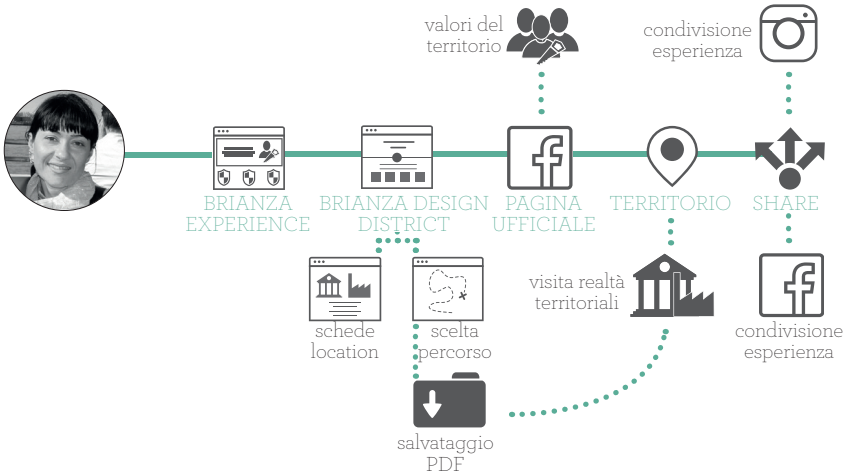 valori del
territorio
condivisione
esperienza
BRIANZA
EXPERIENCE
BRIANZA DESIGN
DISTRICT
PAGINA
UFFICIALE
TERRITORIO
SHARE
schede
location
scelta
percorso
visita realtà
territoriali
condivisione
esperienza
salvataggio
PDF